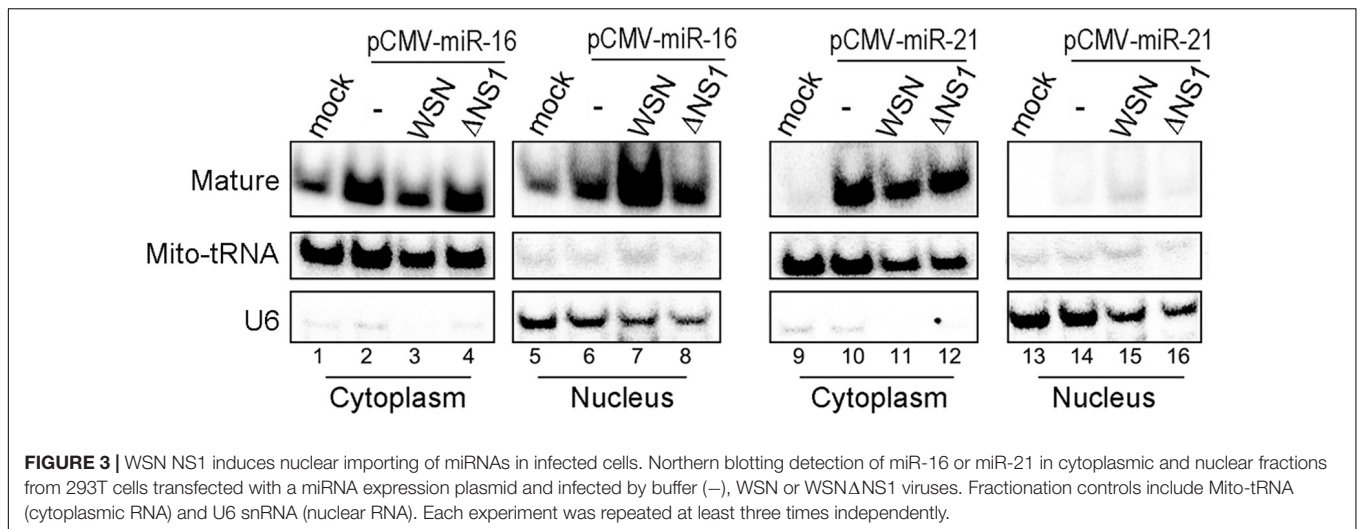 pCMV-miR-16 pCMV-miR-16 pCMV-miR-21 pCMV-miR-21
mock - WSN ΔNS1 mock - WSN ΔNS1 mock - WSN ΔNS1 mock - WSN ΔNS1
Mature
Mito-tRNA
U6
1 2 3 4 5 6 7 8 9 10 11 12 13 14 15 16
Cytoplasm Nucleus Cytoplasm Nucleus
FIGURE 3 | WSN NS1 induces nuclear importing of miRNAs in infected cells. Northern blotting detection of miR-16 or miR-21 in cytoplasmic and nuclear fractions
from 293T cells transfected with a miRNA expression plasmid and infected by buffer (−), WSN or WSNΔNS1 viruses. Fractionation controls include Mito-tRNA
(cytoplasmic RNA) and U6 snRNA (nuclear RNA). Each experiment was repeated at least three times independently.